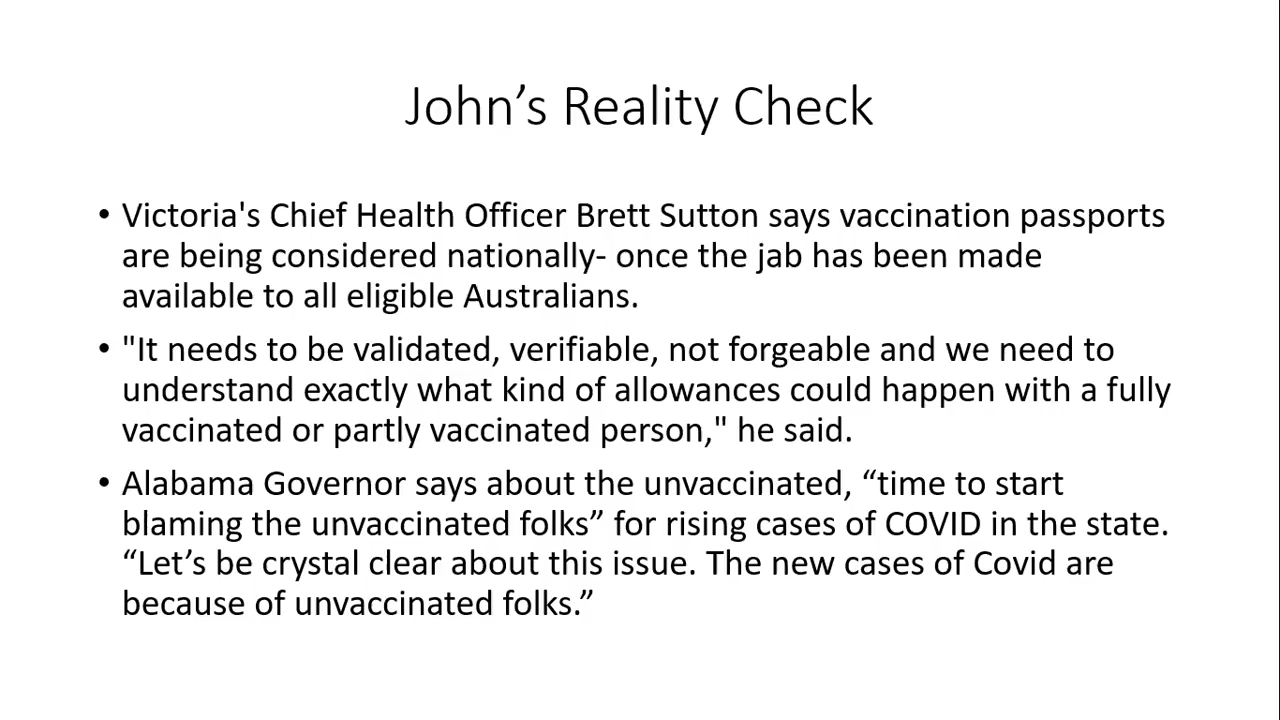 John’s Reality Check
• Victoria's Chief Health Officer Brett Sutton says vaccination passports
are being considered nationally- once the jab has been made
available to all eligible Australians.
• "It needs to be validated, verifiable, not forgeable and we need to
understand exactly what kind of allowances could happen with a fully
vaccinated or partly vaccinated person," he said.
• Alabama Governor says about the unvaccinated, “time to start
blaming the unvaccinated folks” for rising cases of COVID in the state.
“Let’s be crystal clear about this issue. The new cases of Covid are
because of unvaccinated folks.”